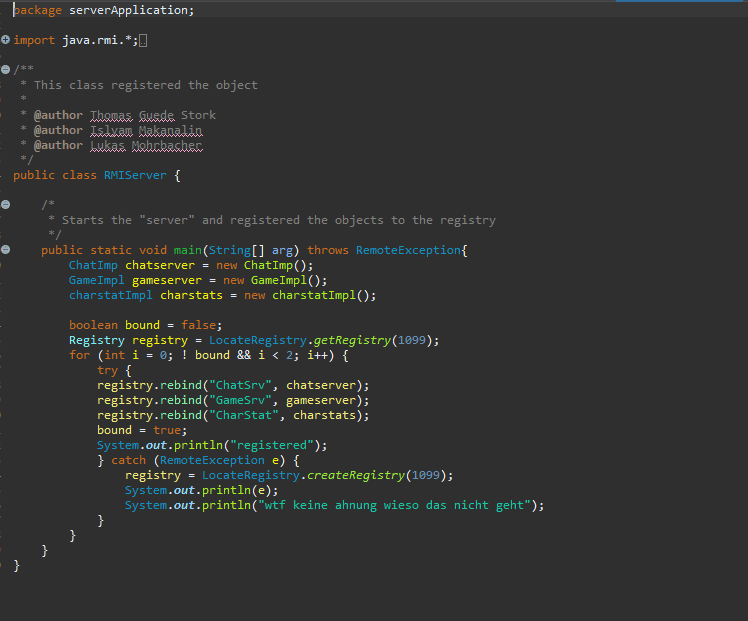 package serverApplication;
import java.rmi.*;
/**
 * This class registered the object
 *
 * @author Thomas Guede Stork
 * @author Islyam Makanalin
 * @author Lukas Mohrbacher
 */
public class RMIServer {
    /*
     * Starts the "server" and registered the objects to the registry
     */
    public static void main(String[] arg) throws RemoteException{
        ChatImp chatserver = new ChatImp();
        GameImpl gameserver = new GameImpl();
        charstatImpl charstats = new charstatImpl();
        boolean bound = false;
        Registry registry = LocateRegistry.getRegistry(1099);
        for (int i = 0; ! bound && i < 2; i++) {
            try {
            registry.rebind("ChatSrv", chatserver);
            registry.rebind("GameSrv", gameserver);
            registry.rebind("CharStat", charstats);
            bound = true;
            System.out.println("registered");
            } catch (RemoteException e) {
                registry = LocateRegistry.createRegistry(1099);
                System.out.println(e);
                System.out.println("wtf keine ahnung wieso das nicht geht");
            }
        }
    }
}